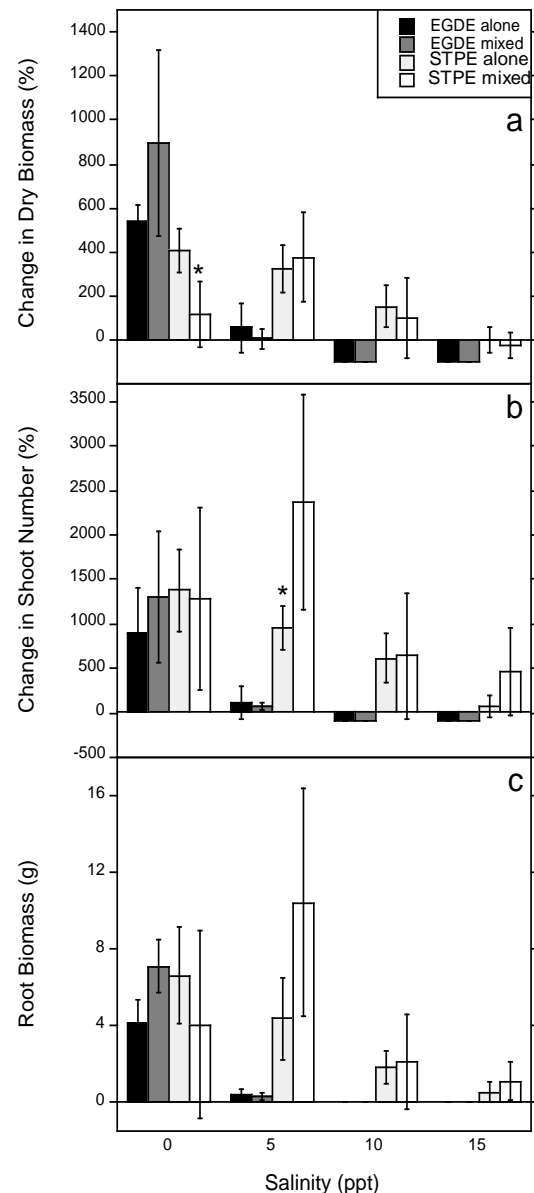 EGDE alone
EGDE mixed
STPE alone
STPE mixed
a
1400
1200
1000
800
600
400
200
0
Change in Dry Biomass (%)
*
b
3500
3000
2500
2000
1500
1000
500
0
-500
Change in Shoot Number (%)
*
c
16
12
8
4
0
Root Biomass (g)
0 5 10 15
Salinity (ppt)